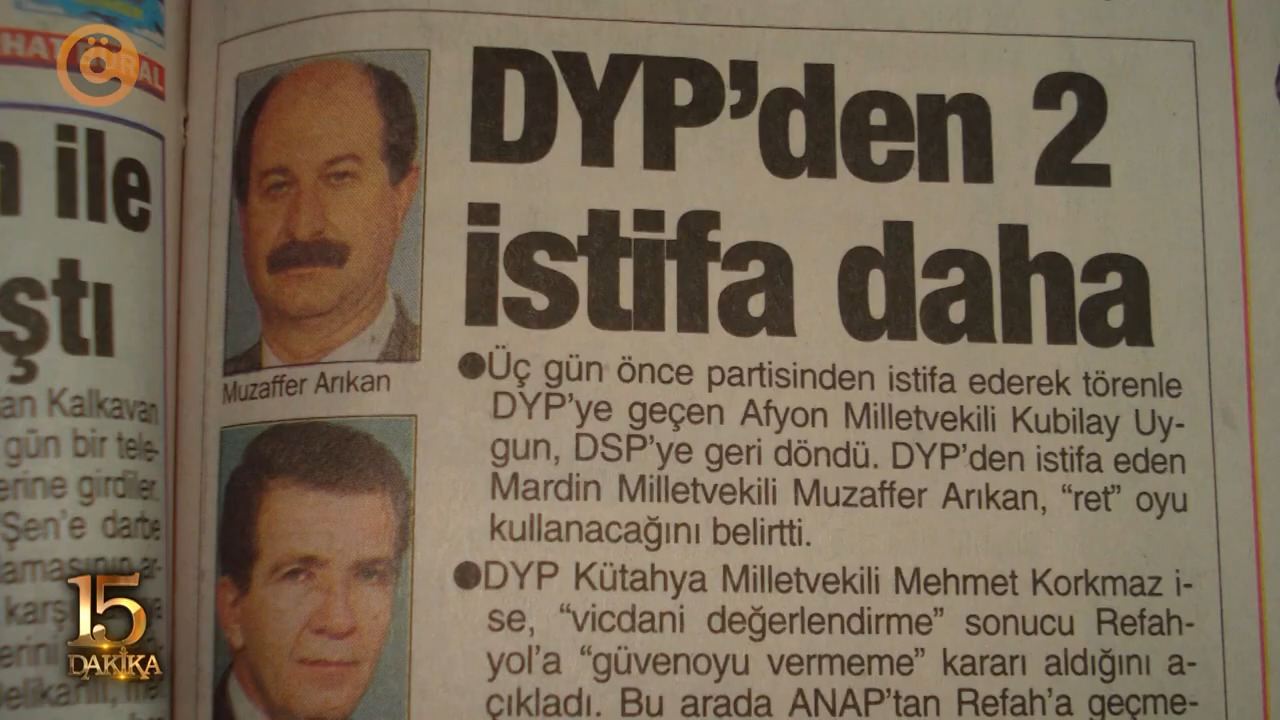 n ile
ştı
an Kalkavan
gün bir tele-
erine girdiler,
Şen'e darbe
lamasının ar-
karşı
erini
Muzaffer Arıkan
DYP'den 2
istifa daha
●Üç gün önce partisinden istifa ederek törenle
DYP'ye geçen Afyon Milletvekili Kubilay Uy-
gun, DSP'ye geri döndü. DYP'den istifa eden
Mardin Milletvekili Muzaffer Arıkan, “ret” oyu
kullanacağını belirtti.
●DYP Kütahya Milletvekili Mehmet Korkmaz i-
se, “vicdani değerlendirme” sonucu Refah-
yol'a “güvenoyu vermeme” kararı aldığını a-
çıkladı. Bu arada ANAP'tan Refah'a geçme-
15
DAKİKA